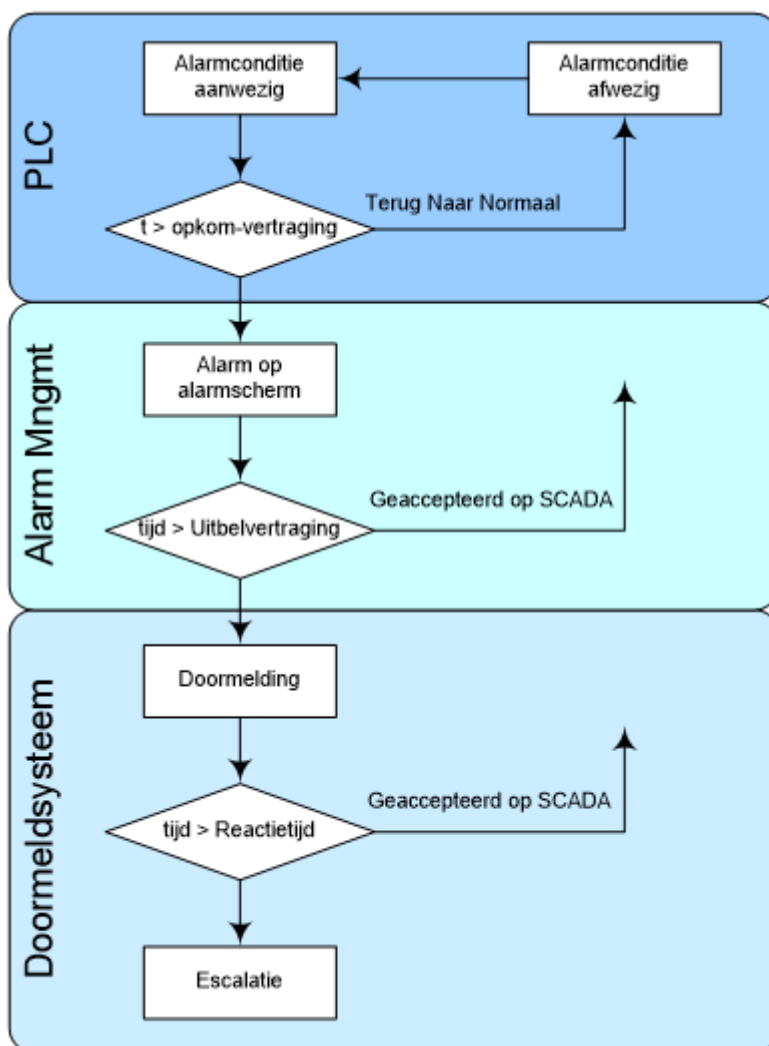 PLC
Alarmconditie
aanwezig
Alarmconditie
afwezig
t > opkom-vertraging
Terug Naar Normaal
Alarm Mngmt
Alarm op
alarmscherm
tijd > Uitbelvertraging
Geaccepteerd op SCADA
Doormeldsysteem
Doormelding
tijd > Reactietijd
Geaccepteerd op SCADA
Escalatie